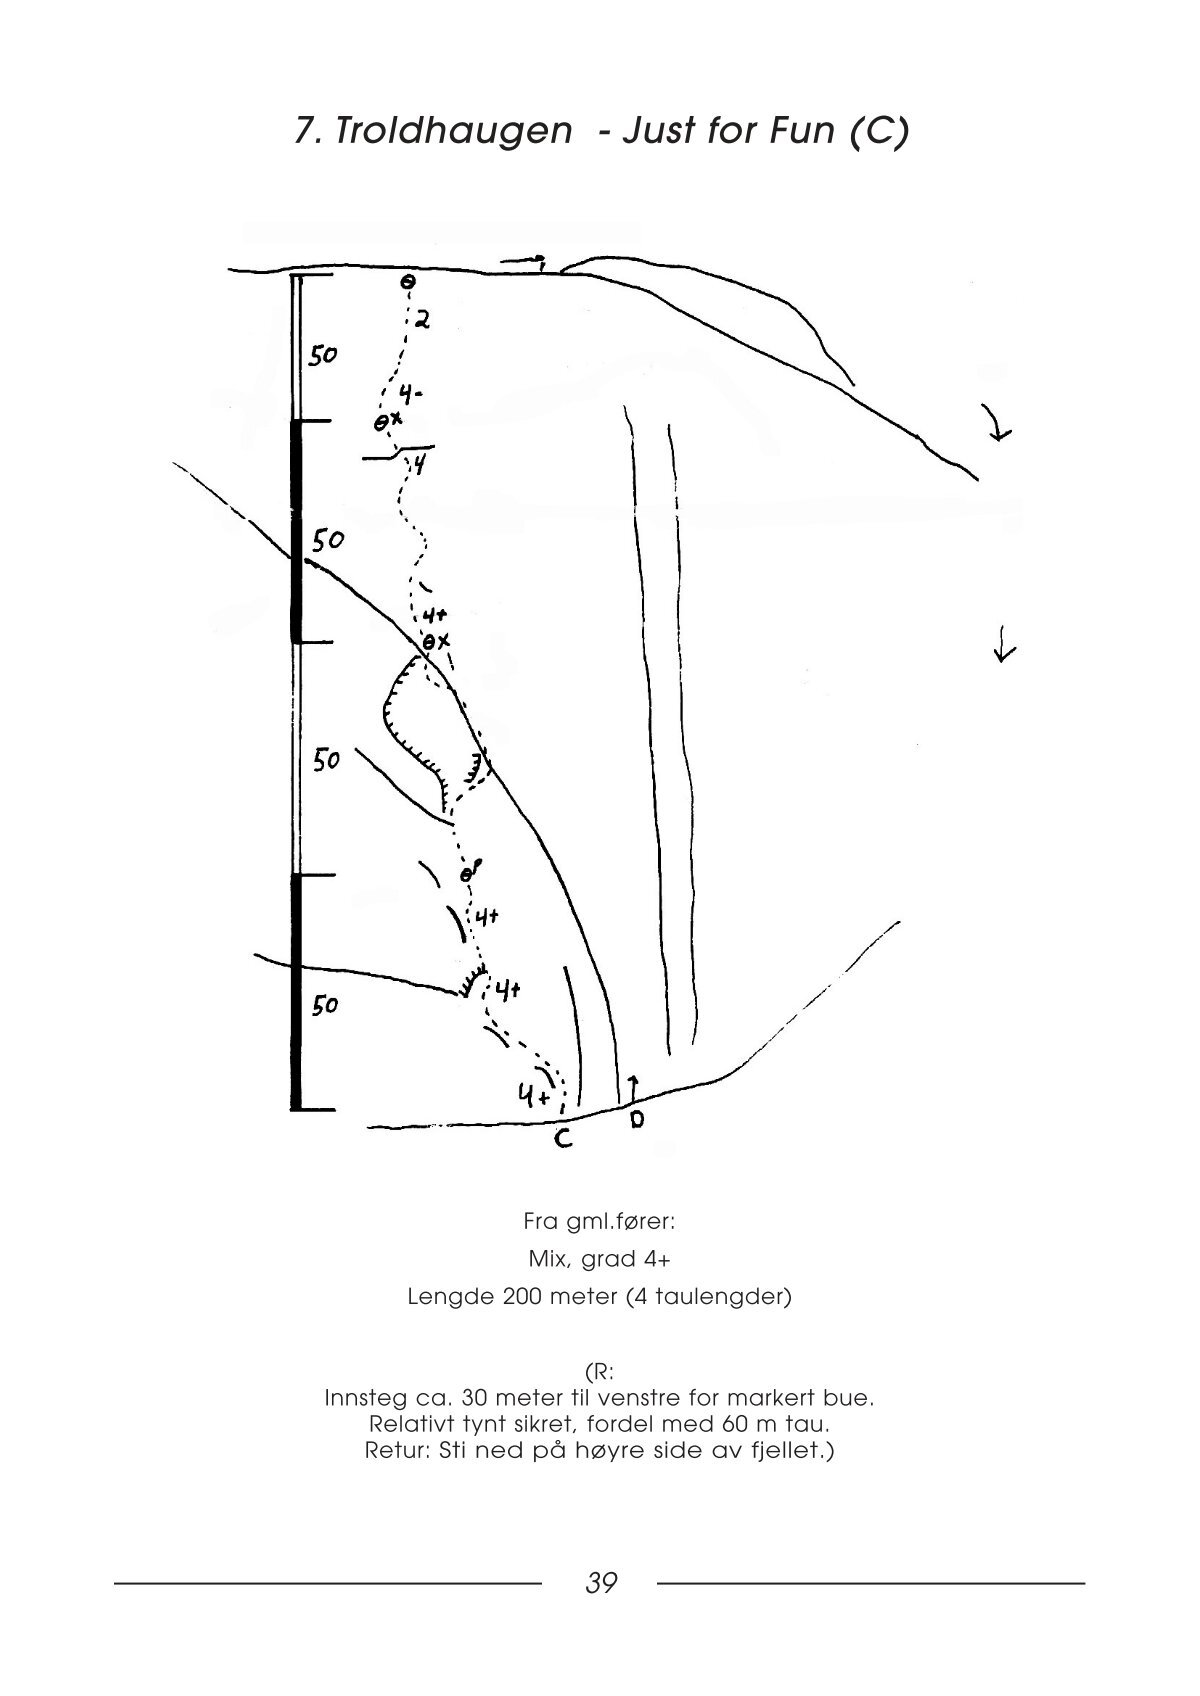 7. Troldhaugen - Just for Fun (C)
2
50
4-
x
4
50
4+
x
50
P
4+
4+
50
4+
D
C
Fra gml.fører:
Mix, grad 4+
Lengde 200 meter (4 taulengder)
(R:
Innsteg ca. 30 meter til venstre for markert bue.
Relativt tynt sikret, fordel med 60 m tau.
Retur: Sti ned på høyre side av fjellet.)
39